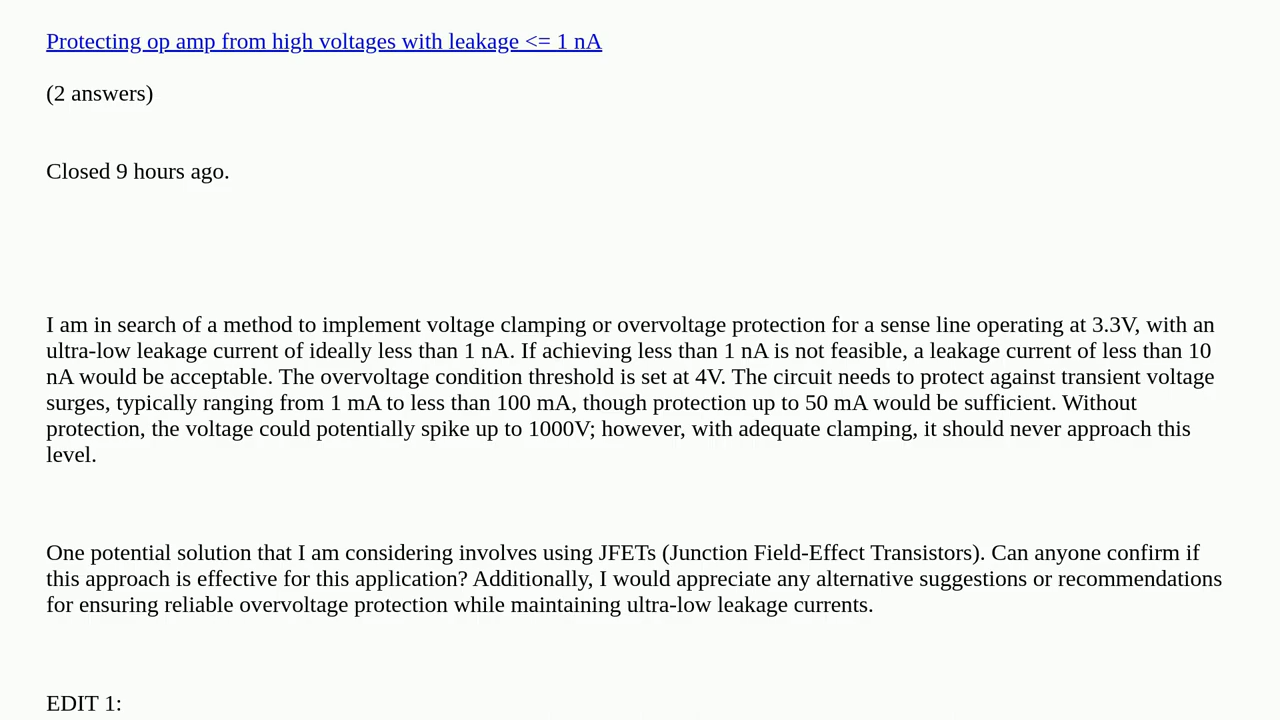 Protecting op amp from high voltages with leakage <= 1 nA
(2 answers)
Closed 9 hours ago.
I am in search of a method to implement voltage clamping or overvoltage protection for a sense line operating at 3.3V, with an
ultra-low leakage current of ideally less than 1 nA. If achieving less than 1 nA is not feasible, a leakage current of less than 10
nA would be acceptable. The overvoltage condition threshold is set at 4V. The circuit needs to protect against transient voltage
surges, typically ranging from 1 mA to less than 100 mA, though protection up to 50 mA would be sufficient. Without
protection, the voltage could potentially spike up to 1000V; however, with adequate clamping, it should never approach this
level.
One potential solution that I am considering involves using JFETs (Junction Field-Effect Transistors). Can anyone confirm if
this approach is effective for this application? Additionally, I would appreciate any alternative suggestions or recommendations
for ensuring reliable overvoltage protection while maintaining ultra-low leakage currents.
EDIT 1: